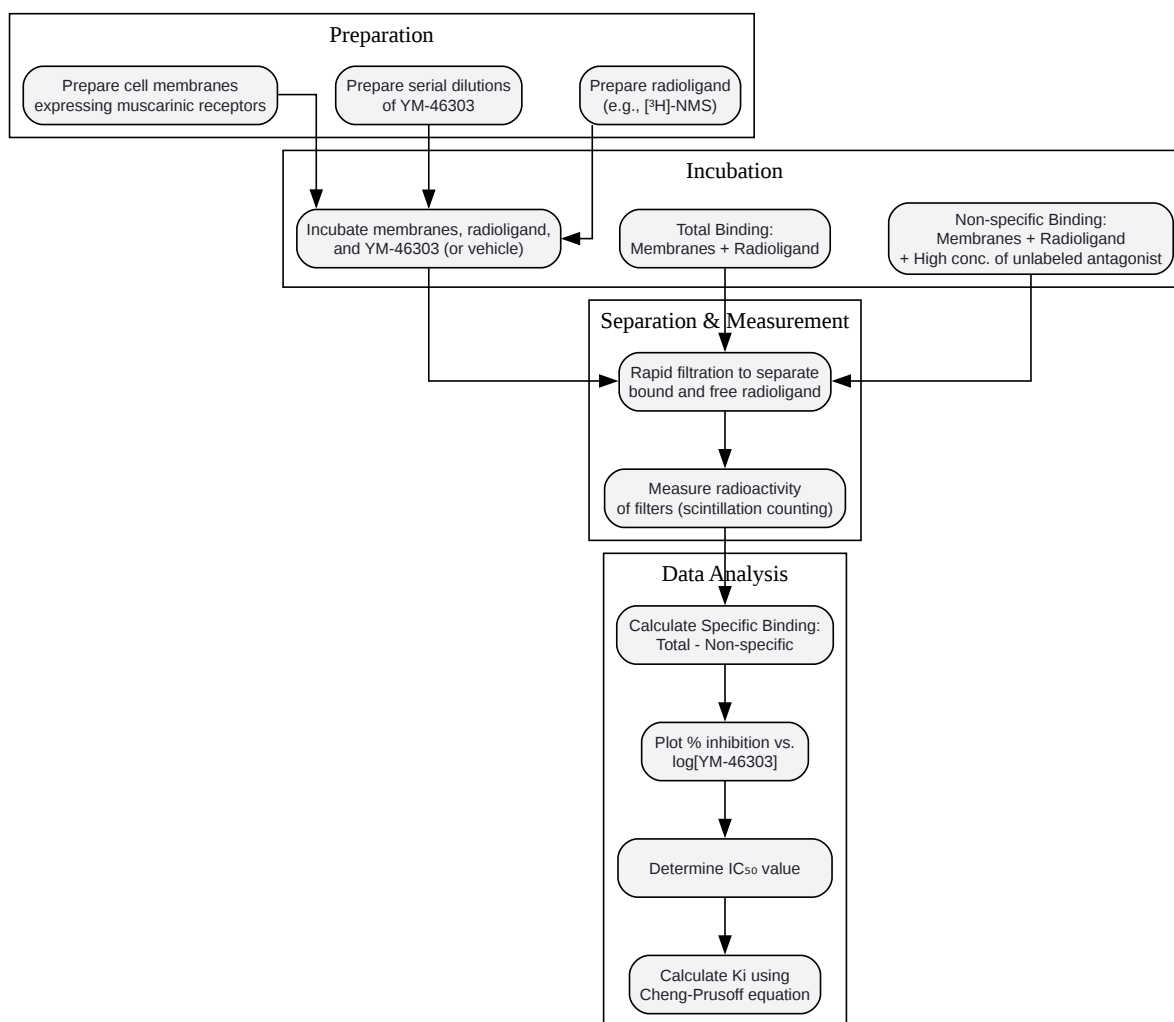 Preparation
Prepare cell membranes
expressing muscarinic receptors
Prepare serial dilutions
of YM-46303
Prepare radioligand
(e.g., [³H]-NMS)
Incubation
Incubate membranes, radioligand,
and YM-46303 (or vehicle)
Total Binding:
Membranes + Radioligand
Non-specific Binding:
Membranes + Radioligand
+ High conc. of unlabeled antagonist
Separation & Measurement
Rapid filtration to separate
bound and free radioligand
Measure radioactivity
of filters (scintillation counting)
Data Analysis
Calculate Specific Binding:
Total - Non-specific
Plot % inhibition vs.
log[YM-46303]
Determine IC₅₀ value
Calculate Ki using
Cheng-Prusoff equation